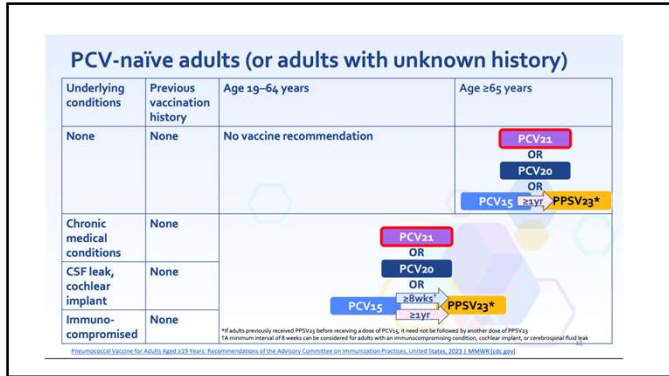 PCV-naïve adults (or adults with unknown history)
Underlying conditions
Previous vaccination history
Age 19–64 years
Age ≥65 years
None
None
No vaccine recommendation
PCV21
OR
PCV20
OR
PCV15 ≥1yr PPSV23*
Chronic medical conditions
None
CSF leak, cochlear implant
None
Immuno-compromised
None
PCV21
OR
PCV20
OR
≥8wks†
PCV15 PPSV23*
≥1yr
*If adults previously received PPSV23 before receiving a dose of PCV15, it need not be followed by another dose of PPSV23
†A minimum interval of 8 weeks can be considered for adults with an immunocompromising condition, cochlear implant, or cerebrospinal fluid leak
Pneumococcal Vaccine for Adults Aged ≥19 Years: Recommendations of the Advisory Committee on Immunization Practices, United States, 2023 | MMWR (cdc.gov)